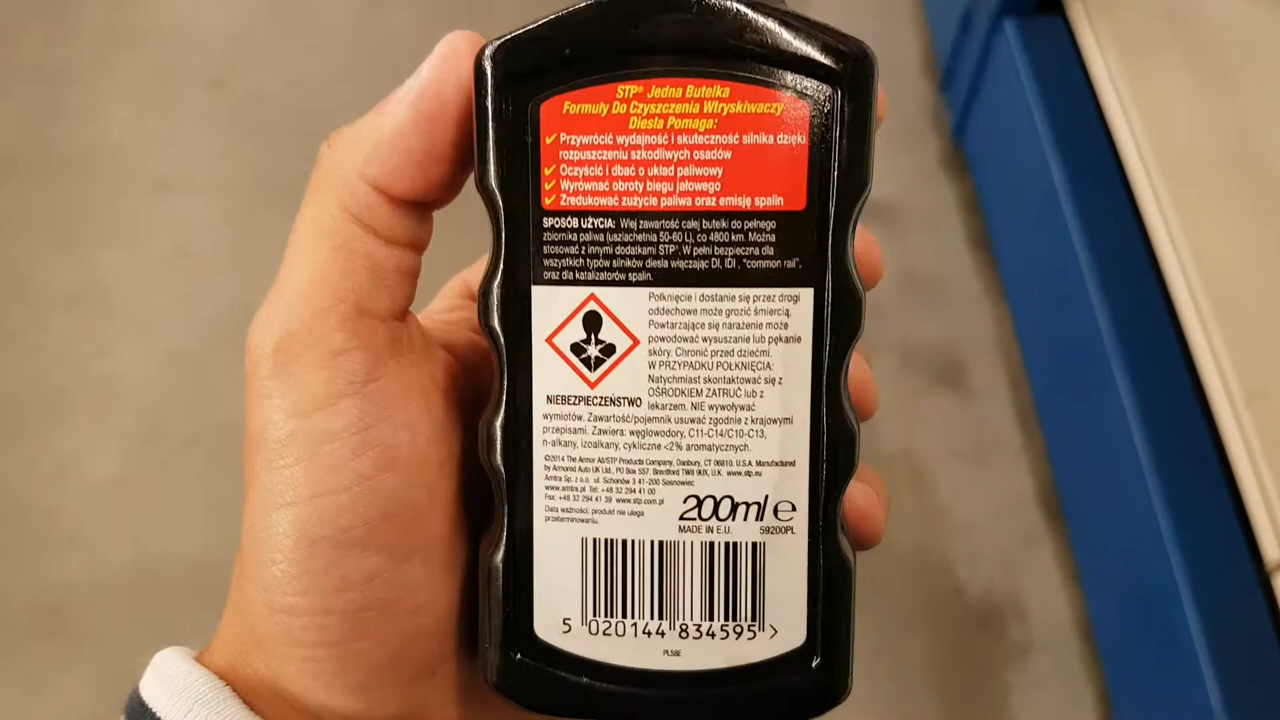 STP® Jedna Butelka
Formuły Do Czyszczenia Wtryskiwaczy
Diesla Pomaga:
✓ Przywrócić wydajność i skuteczność silnika dzięki
rozpuszczeniu szkodliwych osadów
✓ Oczyścić i dbać o układ paliwowy
✓ Wyrównać obroty biegu jałowego
✓ Zredukować zużycie paliwa oraz emisję spalin
SPOSÓB UŻYCIA: Wlej zawartość całej butelki do pełnego
zbiornika paliwa (uszlachetnia 50-60 L), co 4800 km. Można
stosować z innymi dodatkami STP®. W pełni bezpieczna dla
wszystkich typów silników diesla włączając DI, IDI , "common rail",
oraz dla katalizatorów spalin.
Połknięcie i dostanie się przez drogi
oddechowe może grozić śmiercią.
Powtarzające się narażenie może
powodować wysuszanie lub pękanie
skóry. Chronić przed dziećmi.
W PRZYPADKU POŁKNIĘCIA:
Natychmiast skontaktować się z
OŚRODKIEM ZATRUĆ lub z
NIEBEZPIECZEŃSTWO lekarzem. NIE wywoływać
wymiotów. Zawartość/pojemnik usuwać zgodnie z krajowymi
przepisami. Zawiera: węglowodory, C11-C14/C10-C13,
n-alkany, izoalkany, cykliczne <2% aromatycznych.
©2014 The Armor All/STP Products Company, Danbury, CT 06810. U.S.A. Manufactured
by Armored Auto UK Ltd., PO Box 557, Brentford TW8 9UX, U.K. www.stp.eu
Amtra Sp. z o.o. ul. Schonów 3 41-200 Sosnowiec
www.amtra.pl Tel: +48 32 294 41 00
Fax: +48 32 294 41 39 www.stp.com.pl
Data ważności: produkt nie ulega
przeterminowaniu.
200ml e
MADE IN E.U. 59200PL
5 020144 834595 >
PL58E